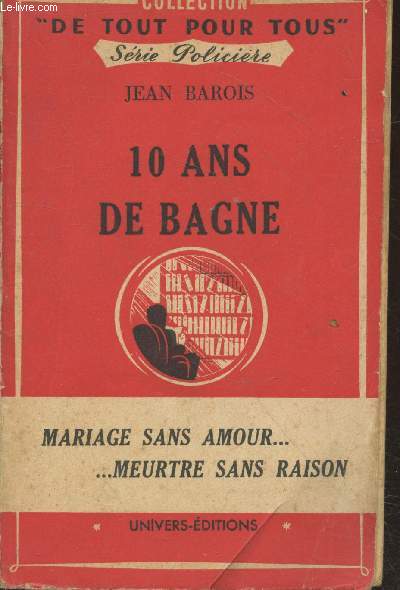 © Le-livre.com
COLLECTION
"DE TOUT POUR TOUS"
Série Policière
JEAN BAROIS
10 ANS
DE BAGNE
MARIAGE SANS AMOUR...
...MEURTRE SANS RAISON
* UNIVERS-ÉDITIONS *